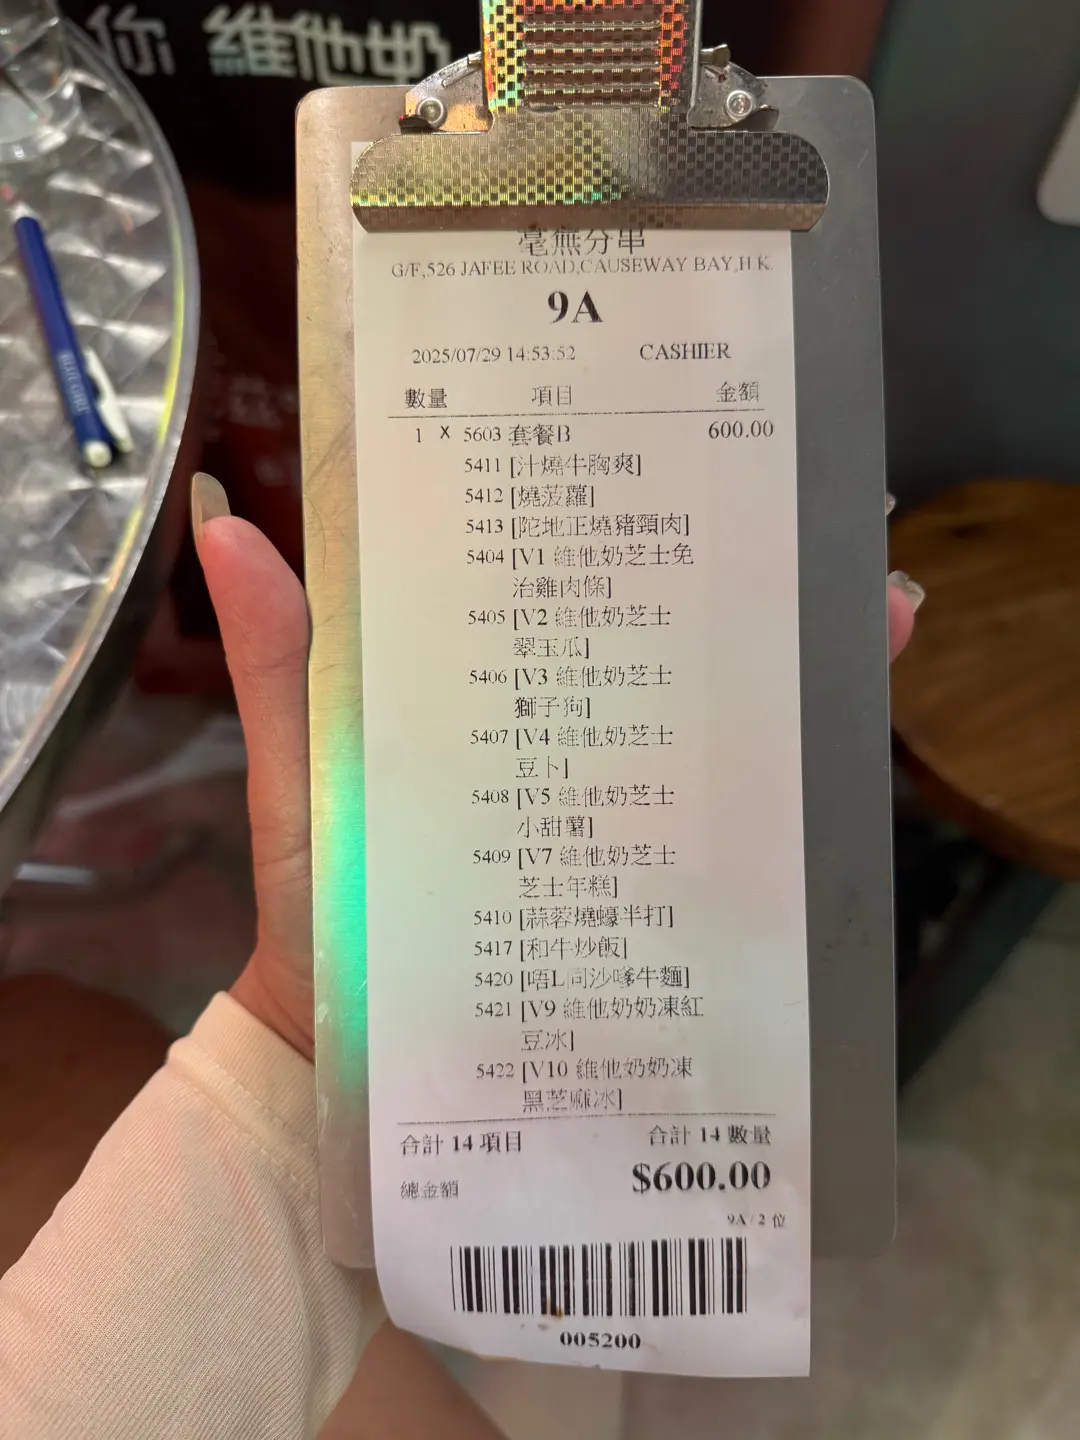 你 維他奶
毫無分串
G/F,526 JAFEE ROAD,CAUSEWAY BAY,H.K.
9A
2025/07/29 14:53:52 CASHIER
數量 項目 金額
1 X 5603 套餐B 600.00
5411 [汁燒牛胸爽]
5412 [燒菠蘿]
5413 [陀地正燒豬頸肉]
5404 [V1 維他奶芝士免
治雞肉條]
5405 [V2 維他奶芝士
翠玉瓜]
5406 [V3 維他奶芝士
獅子狗]
5407 [V4 維他奶芝士
豆卜]
5408 [V5 維他奶芝士
小甜薯]
5409 [V7 維他奶芝士
芝士年糕]
5410 [蒜蓉燒蠔半打]
5417 [和牛炒飯]
5420 [唔L同沙嗲牛麵]
5421 [V9 維他奶奶凍紅
豆冰]
5422 [V10 維他奶奶凍
黑芝麻冰]
合計 14 項目 合計 14 數量
總金額 $600.00
9A / 2 位
005200